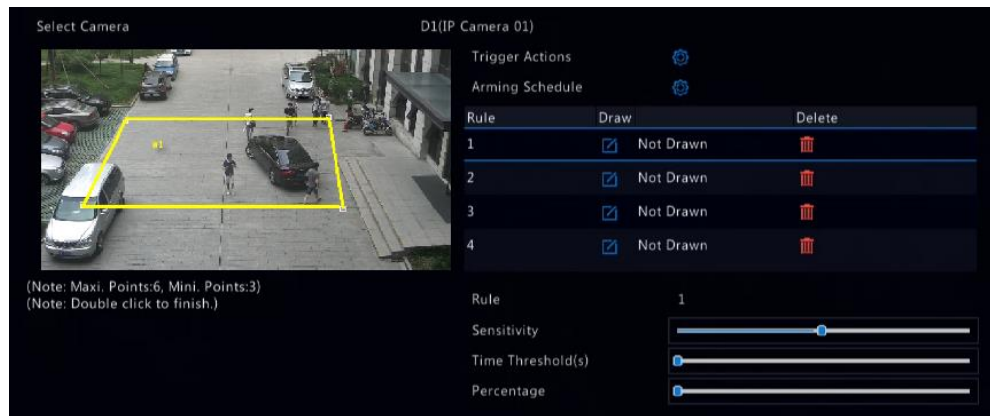 Select Camera
D1(IP Camera 01)
Trigger Actions
Arming Schedule
Rule Draw Delete
1 Not Drawn
2 Not Drawn
3 Not Drawn
4 Not Drawn
(Note: Maxi. Points:6, Mini. Points:3)
(Note: Double click to finish.)
Rule 1
Sensitivity
Time Threshold(s)
Percentage